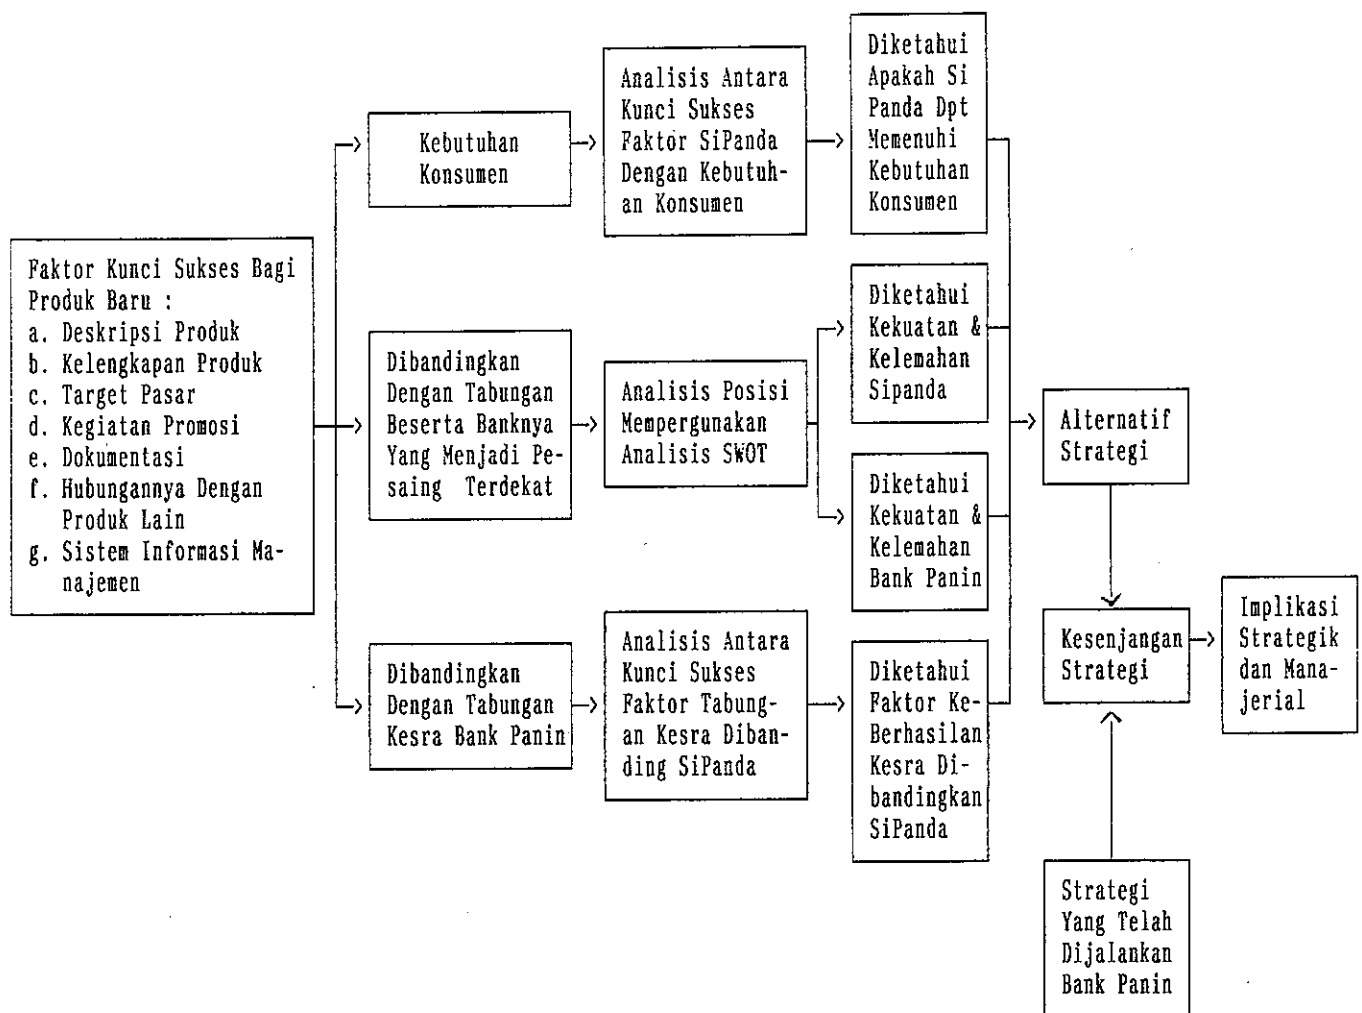 Faktor Kunci Sukses Bagi
Produk Baru :
a. Deskripsi Produk
b. Kelengkapan Produk
c. Target Pasar
d. Kegiatan Promosi
e. Dokumentasi
f. Hubungannya Dengan
Produk Lain
g. Sistem Informasi Ma-
najemen
Kebutuhan
Konsumen
Analisis Antara
Kunci Sukses
Faktor SiPanda
Dengan Kebutuh-
an Konsumen
Diketahui
Apakah Si
Panda Dpt
Memenuhi
Kebutuhan
Konsumen
Dibandingkan
Dengan Tabungan
Beserta Banknya
Yang Menjadi Pe-
saing Terdekat
Analisis Posisi
Mempergunakan
Analisis SWOT
Diketahui
Kekuatan &
Kelemahan
Sipanda
Diketahui
Kekuatan &
Kelemahan
Bank Panin
Dibandingkan
Dengan Tabungan
Kesra Bank Panin
Analisis Antara
Kunci Sukses
Faktor Tabung-
an Kesra Diban-
ding SiPanda
Diketahui
Faktor Ke-
Berhasilan
Kesra Di-
bandingkan
SiPanda
Alternatif
Strategi
Kesenjangan
Strategi
Implikasi
Strategik
dan Mana-
jerial
Strategi
Yang Telah
Dijalankan
Bank Panin